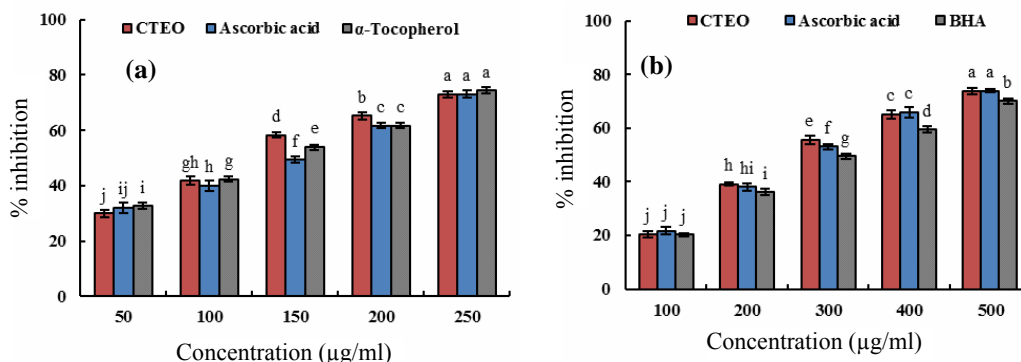 100
CTEO Ascorbic acid α-Tocopherol
(a)
% inhibition
80
60
40
20
0
j ij i
gh h g
d f e
b c c
a a a
50 100 150 200 250
Concentration (µg/ml)
100
CTEO Ascorbic acid BHA
(b)
% inhibition
80
60
40
20
0
j j j
h hi i
e f g
c c d
a a b
100 200 300 400 500
Concentration (µg/ml)